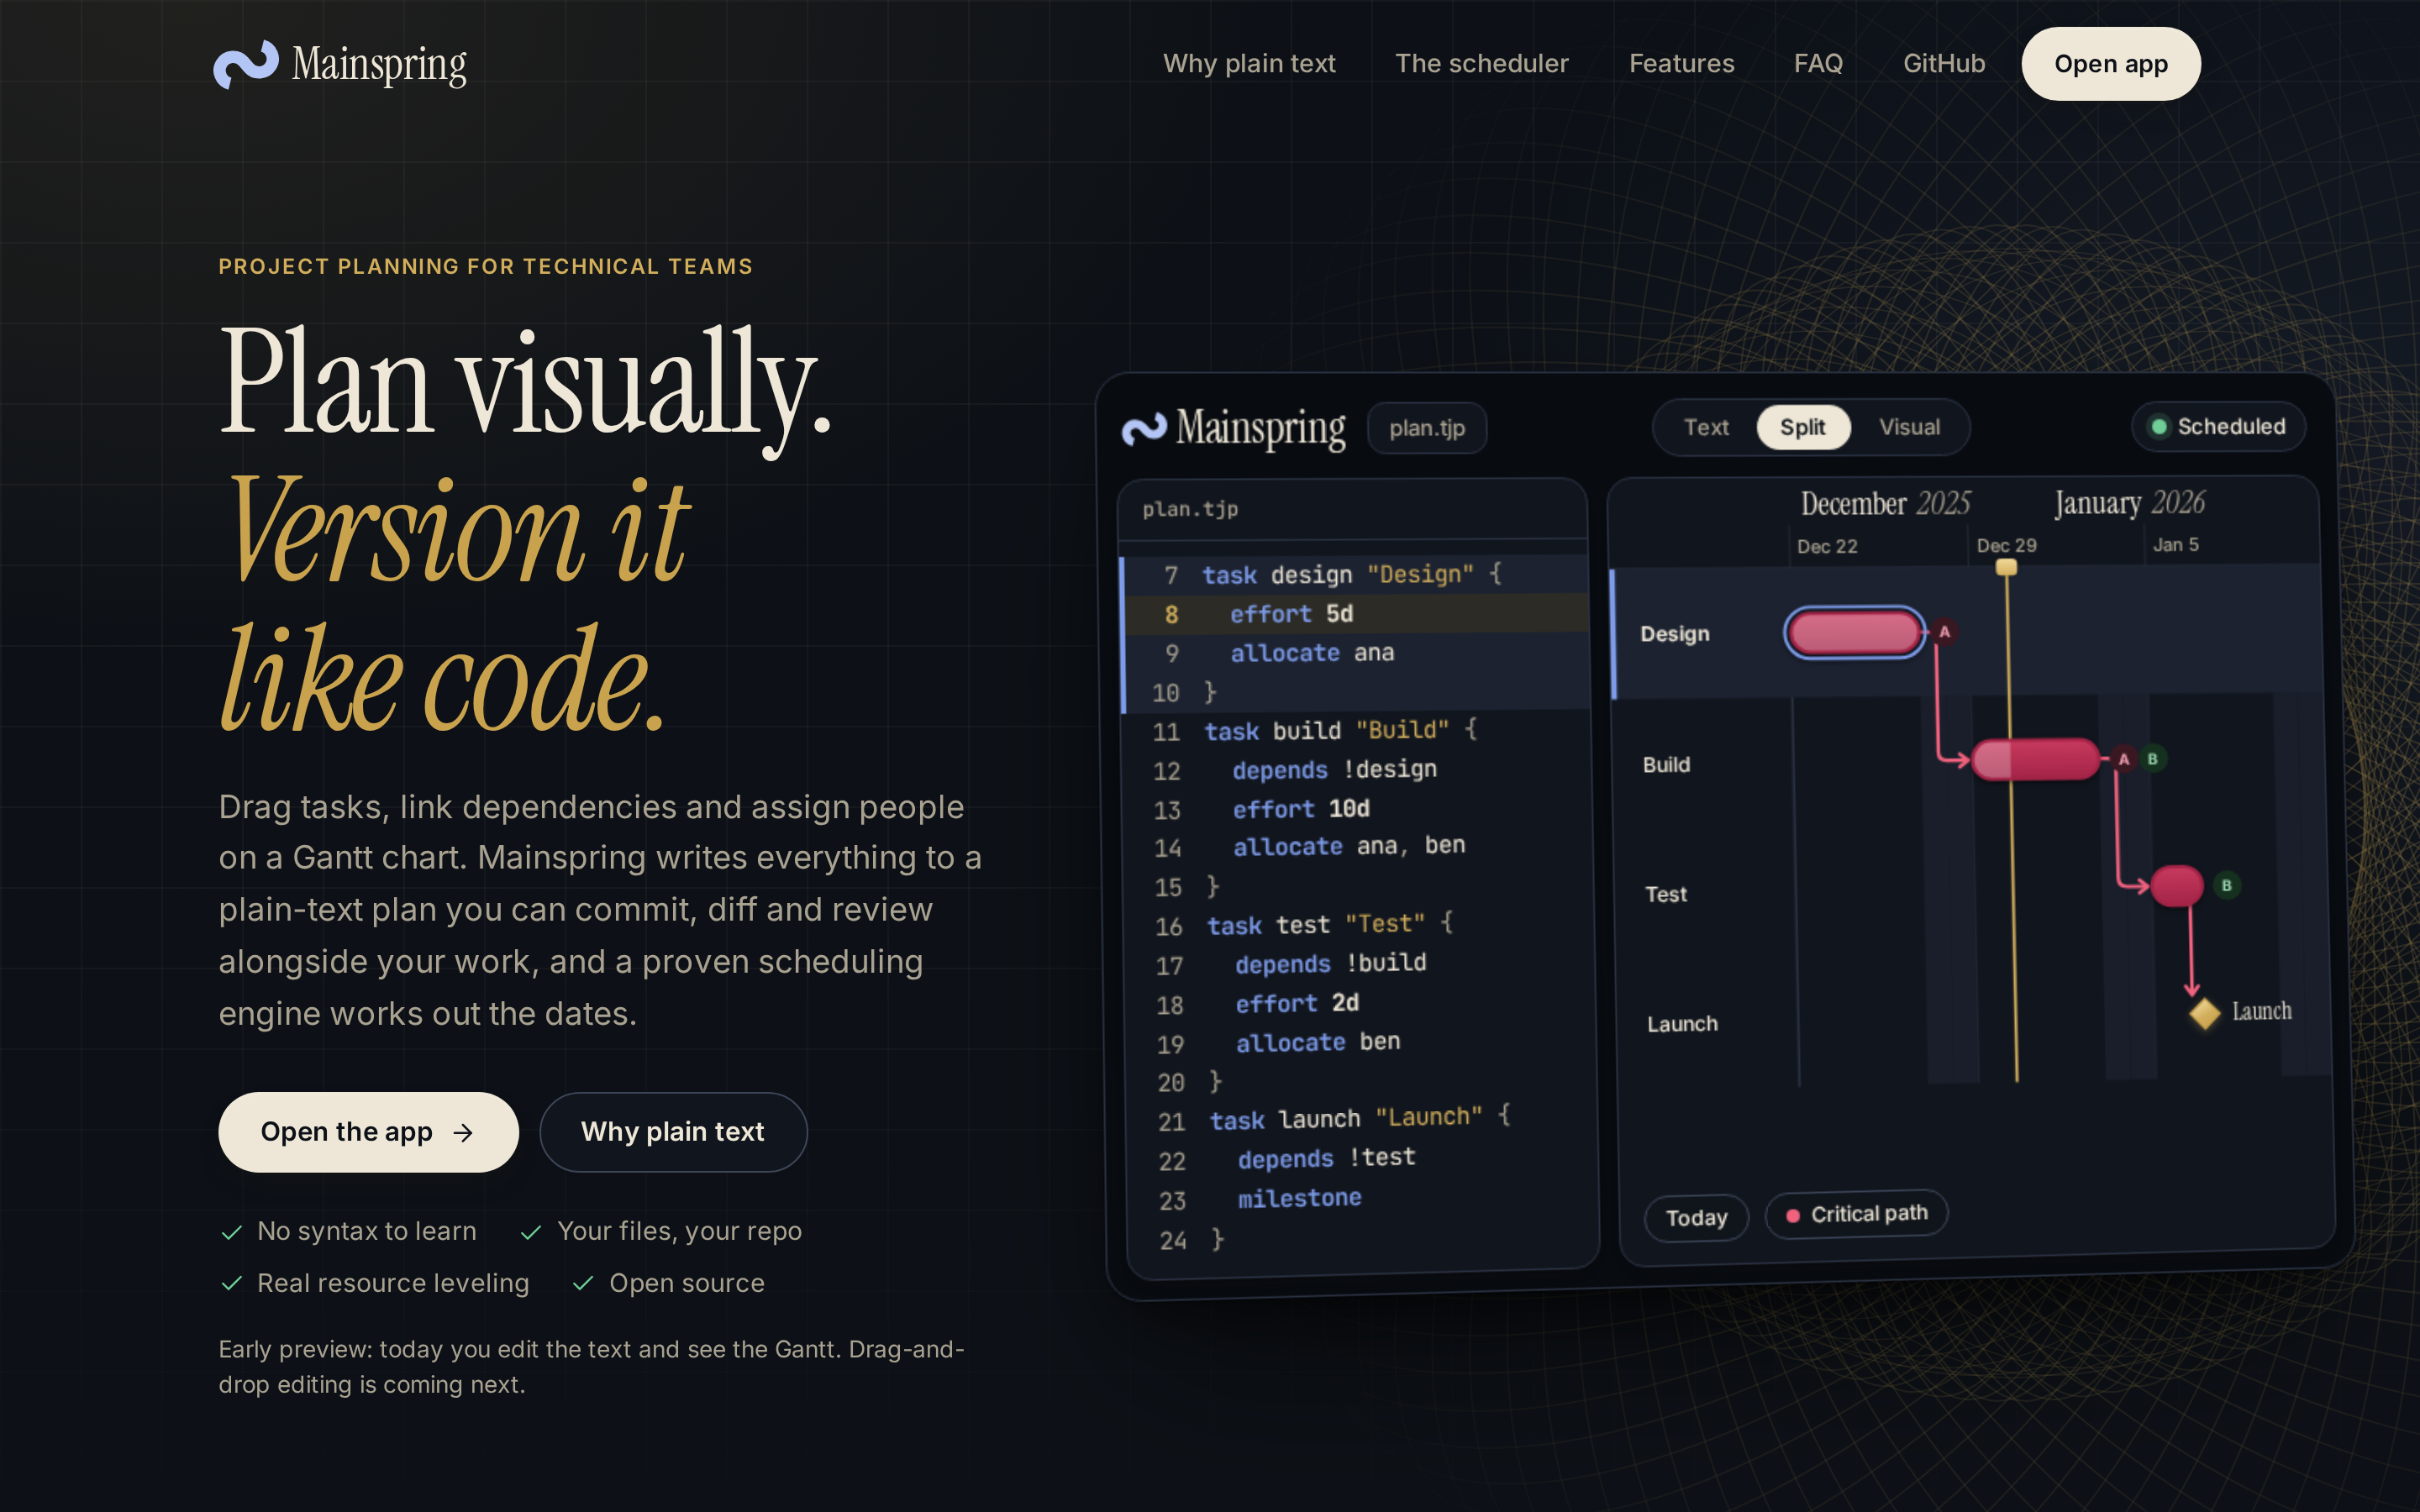 Mainspring
Why plain text
The scheduler
Features
FAQ
GitHub
Open app
PROJECT PLANNING FOR TECHNICAL TEAMS
Plan visually.
Version it
like code.
Drag tasks, link dependencies and assign people
on a Gantt chart. Mainspring writes everything to a
plain-text plan you can commit, diff and review
alongside your work, and a proven scheduling
engine works out the dates.
Open the app →
Why plain text
✓ No syntax to learn
✓ Your files, your repo
✓ Real resource leveling
✓ Open source
Early preview: today you edit the text and see the Gantt. Drag-and-
drop editing is coming next.
Mainspring
plan.tjp
Text
Split
Visual
Scheduled
plan.tjp
7 task design "Design" {
8 effort 5d
9 allocate ana
10 }
11 task build "Build" {
12 depends !design
13 effort 10d
14 allocate ana, ben
15 }
16 task test "Test" {
17 depends !build
18 effort 2d
19 allocate ben
20 }
21 task launch "Launch" {
22 depends !test
23 milestone
24 }
December 2025
January 2026
Dec 22
Dec 29
Jan 5
Design
A
Build
A
B
Test
B
Launch
Launch
Today
Critical path